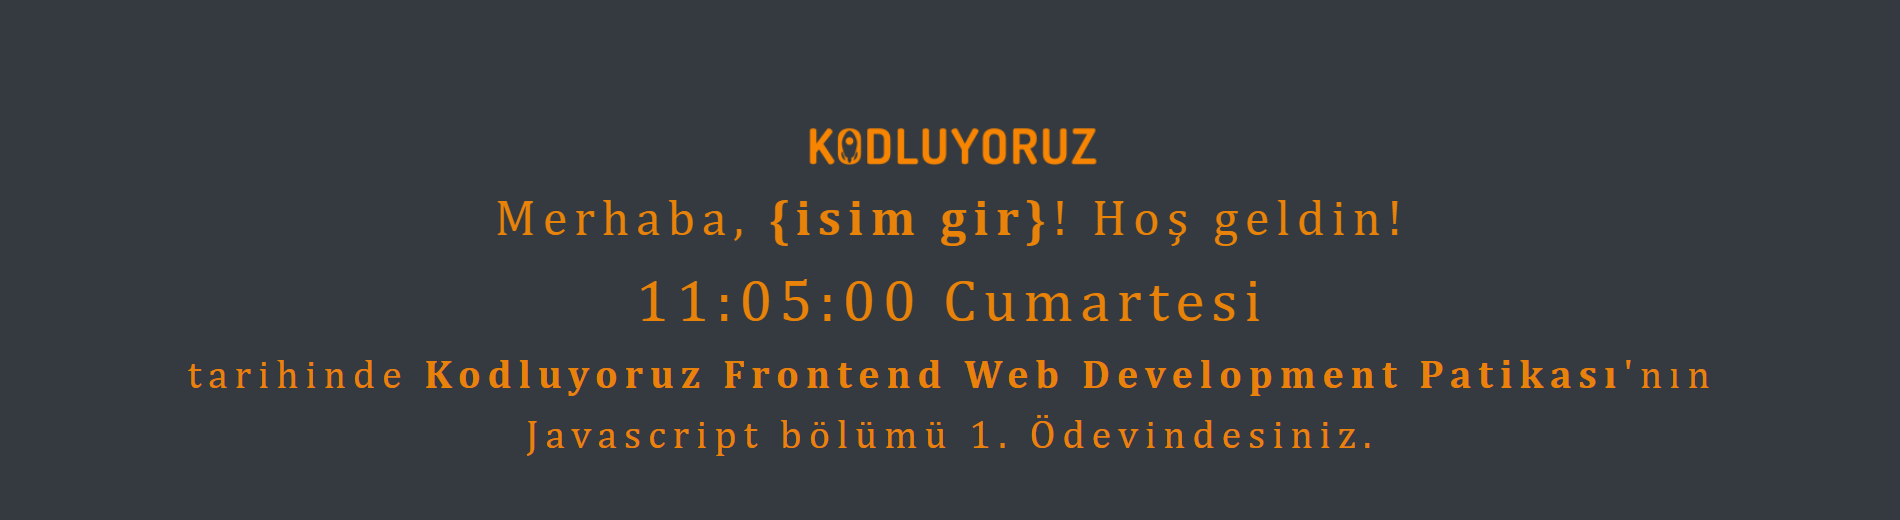 KODLUYORUZ
Merhaba, {isim gir}! Hoş geldin!
11:05:00 Cumartesi
tarihinde Kodluyoruz Frontend Web Development Patikası'nın
Javascript bölümü 1. Ödevindesiniz.